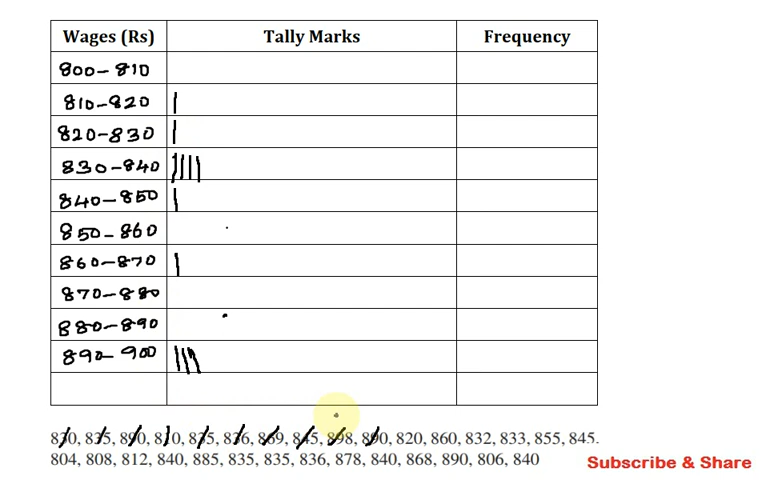 Wages (Rs) Tally Marks Frequency
800-810
810-820
820-830
830-840
840-850
850-860
860-870
870-880
880-890
890-900
830, 835, 890, 810, 835, 836, 869, 845, 898, 890, 820, 860, 832, 833, 855, 845.
804, 808, 812, 840, 885, 835, 835, 836, 878, 840, 868, 890, 806, 840
Subscribe & Share